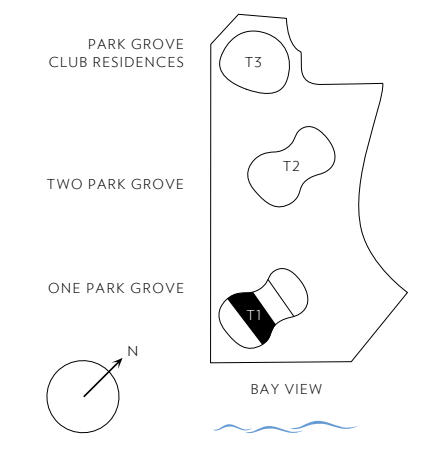 PARK GROVE
CLUB RESIDENCES
T3
T2
TWO PARK GROVE
ONE PARK GROVE
T1
N
BAY VIEW